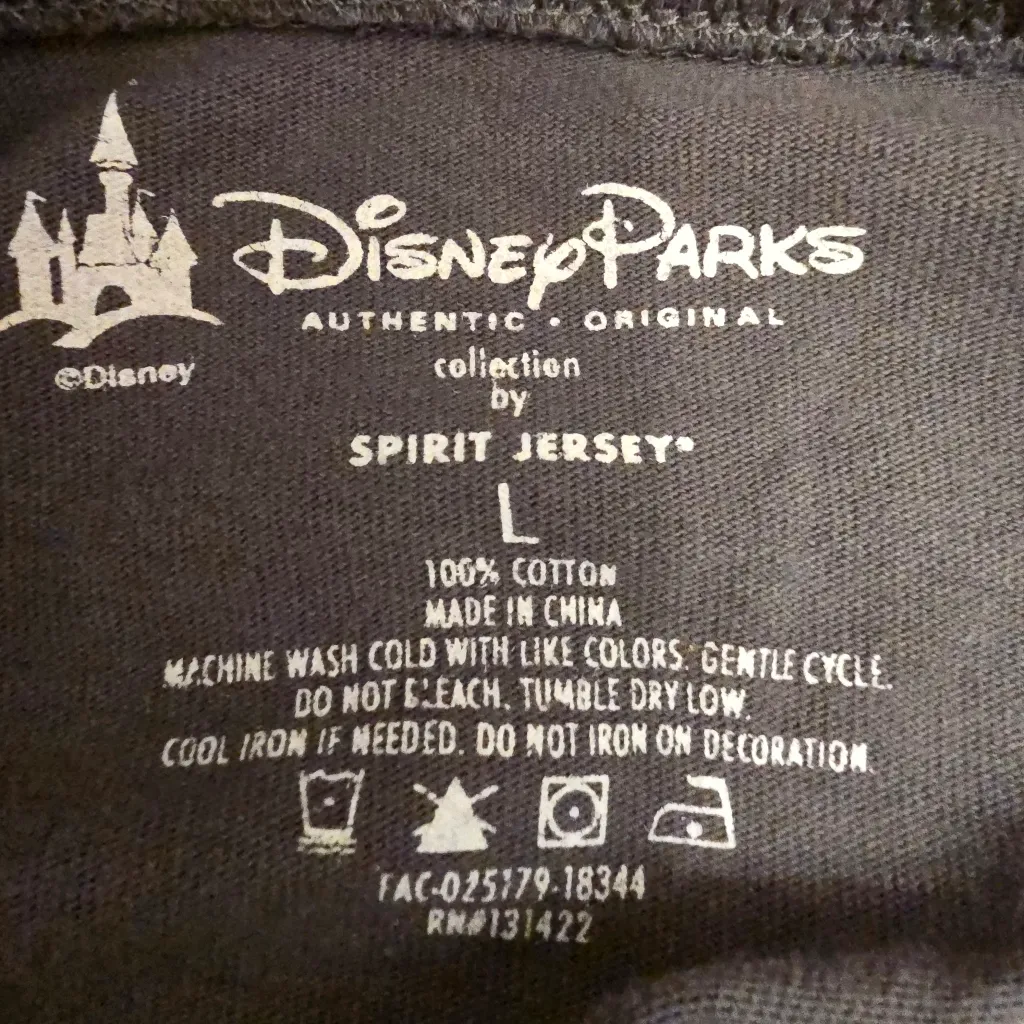 Disney Parks
AUTHENTIC • ORIGINAL
©Disney
collection
by
SPIRIT JERSEY®
L
100% COTTON
MADE IN CHINA
MACHINE WASH COLD WITH LIKE COLORS. GENTLE CYCLE.
DO NOT BLEACH. TUMBLE DRY LOW.
COOL IRON IF NEEDED. DO NOT IRON ON DECORATION.
FAC-025179-18344
RN#131422